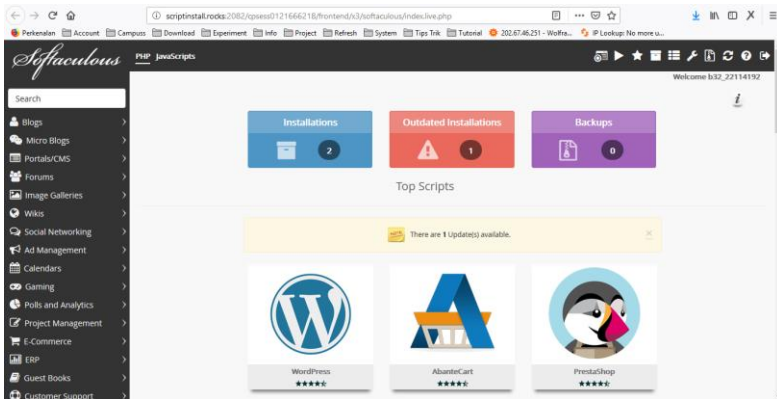 scriptinstall.rocks:2082/cpsess0121666218/frontend/x3/softaculous/index.live.php
Perkenalan Account Campuss Download Experiment Info Project Refresh System Tips Trik Tutorial 202.67.46.251 - Wolfra... IP Lookup: No more u...
Softaculous PHP JavaScripts
Welcome b32_22114192
Search
Blogs
Micro Blogs
Portals/CMS
Forums
Image Galleries
Wikis
Social Networking
Ad Management
Calendars
Gaming
Polls and Analytics
Project Management
E-Commerce
ERP
Guest Books
Customer Support
Installations
2
Outdated Installations
1
Backups
0
Top Scripts
There are 1 Update(s) available.
WordPress
AbanteCart
PrestaShop